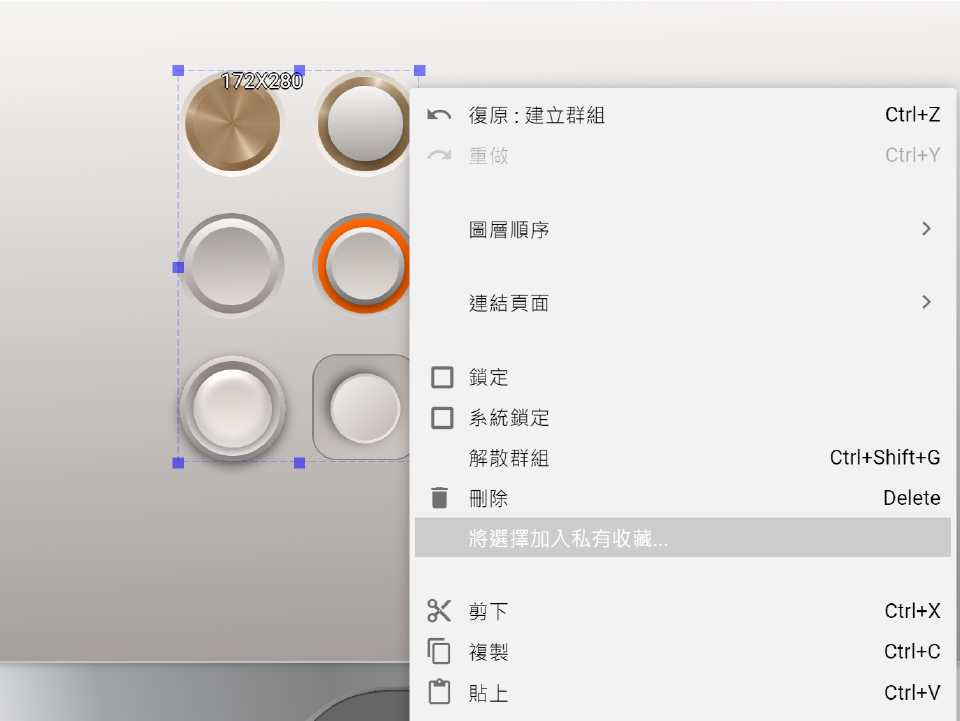 172X280
復原 : 建立群組 Ctrl+Z
重做 Ctrl+Y
圖層順序
連結頁面
鎖定
系統鎖定
解散群組 Ctrl+Shift+G
刪除 Delete
將選擇加入私有收藏...
剪下 Ctrl+X
複製 Ctrl+C
貼上 Ctrl+V